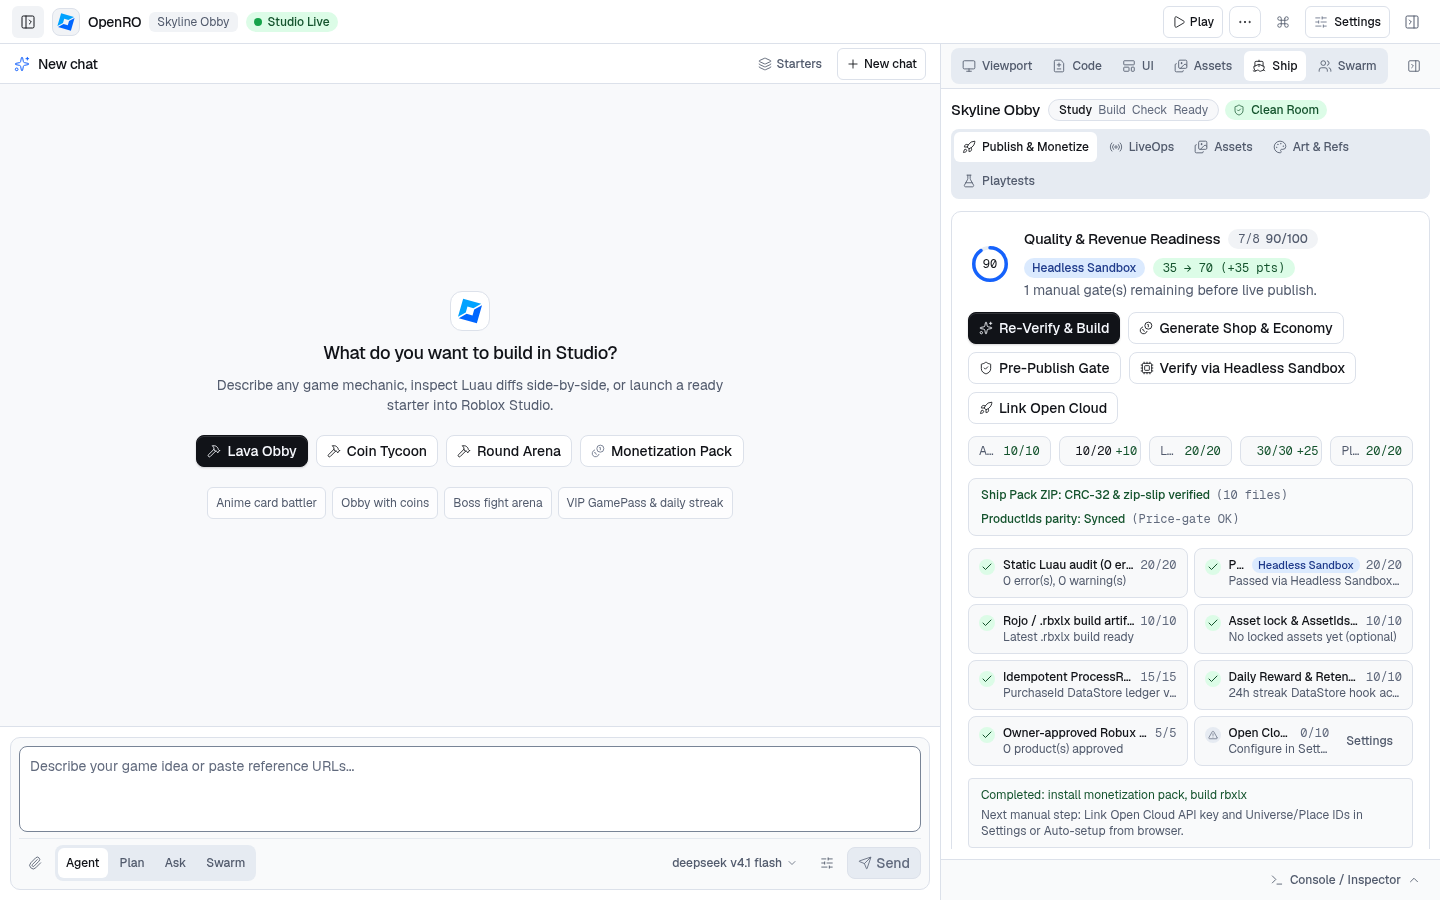 OpenRO
Skyline Obby
Studio Live
Play
Settings
New chat
Starters
New chat
Viewport
Code
UI
Assets
Ship
Swarm
Skyline Obby
Study Build Check Ready
Clean Room
Publish & Monetize
LiveOps
Assets
Art & Refs
Playtests
90
Quality & Revenue Readiness
7/8 90/100
Headless Sandbox
35 → 70 (+35 pts)
1 manual gate(s) remaining before live publish.
Re-Verify & Build
Generate Shop & Economy
Pre-Publish Gate
Verify via Headless Sandbox
Link Open Cloud
A... 10/10
10/20 +10
L... 20/20
30/30 +25
Pl... 20/20
Ship Pack ZIP: CRC-32 & zip-slip verified (10 files)
ProductIds parity: Synced (Price-gate OK)
Static Luau audit (0 er... 20/20
0 error(s), 0 warning(s)
P... Headless Sandbox 20/20
Passed via Headless Sandbox...
Rojo / .rbxlx build artif... 10/10
Latest .rbxlx build ready
Asset lock & AssetIds... 10/10
No locked assets yet (optional)
Idempotent ProcessR... 15/15
PurchaseId DataStore ledger v...
Daily Reward & Reten... 10/10
24h streak DataStore hook ac...
Owner-approved Robux ... 5/5
0 product(s) approved
Open Clo... 0/10
Configure in Sett...
Settings
Completed: install monetization pack, build rbxlx
Next manual step: Link Open Cloud API key and Universe/Place IDs in
Settings or Auto-setup from browser.
What do you want to build in Studio?
Describe any game mechanic, inspect Luau diffs side-by-side, or launch a ready
starter into Roblox Studio.
Lava Obby
Coin Tycoon
Round Arena
Monetization Pack
Anime card battler
Obby with coins
Boss fight arena
VIP GamePass & daily streak
Describe your game idea or paste reference URLs...
Agent
Plan
Ask
Swarm
deepseek v4.1 flash
Send
Console / Inspector